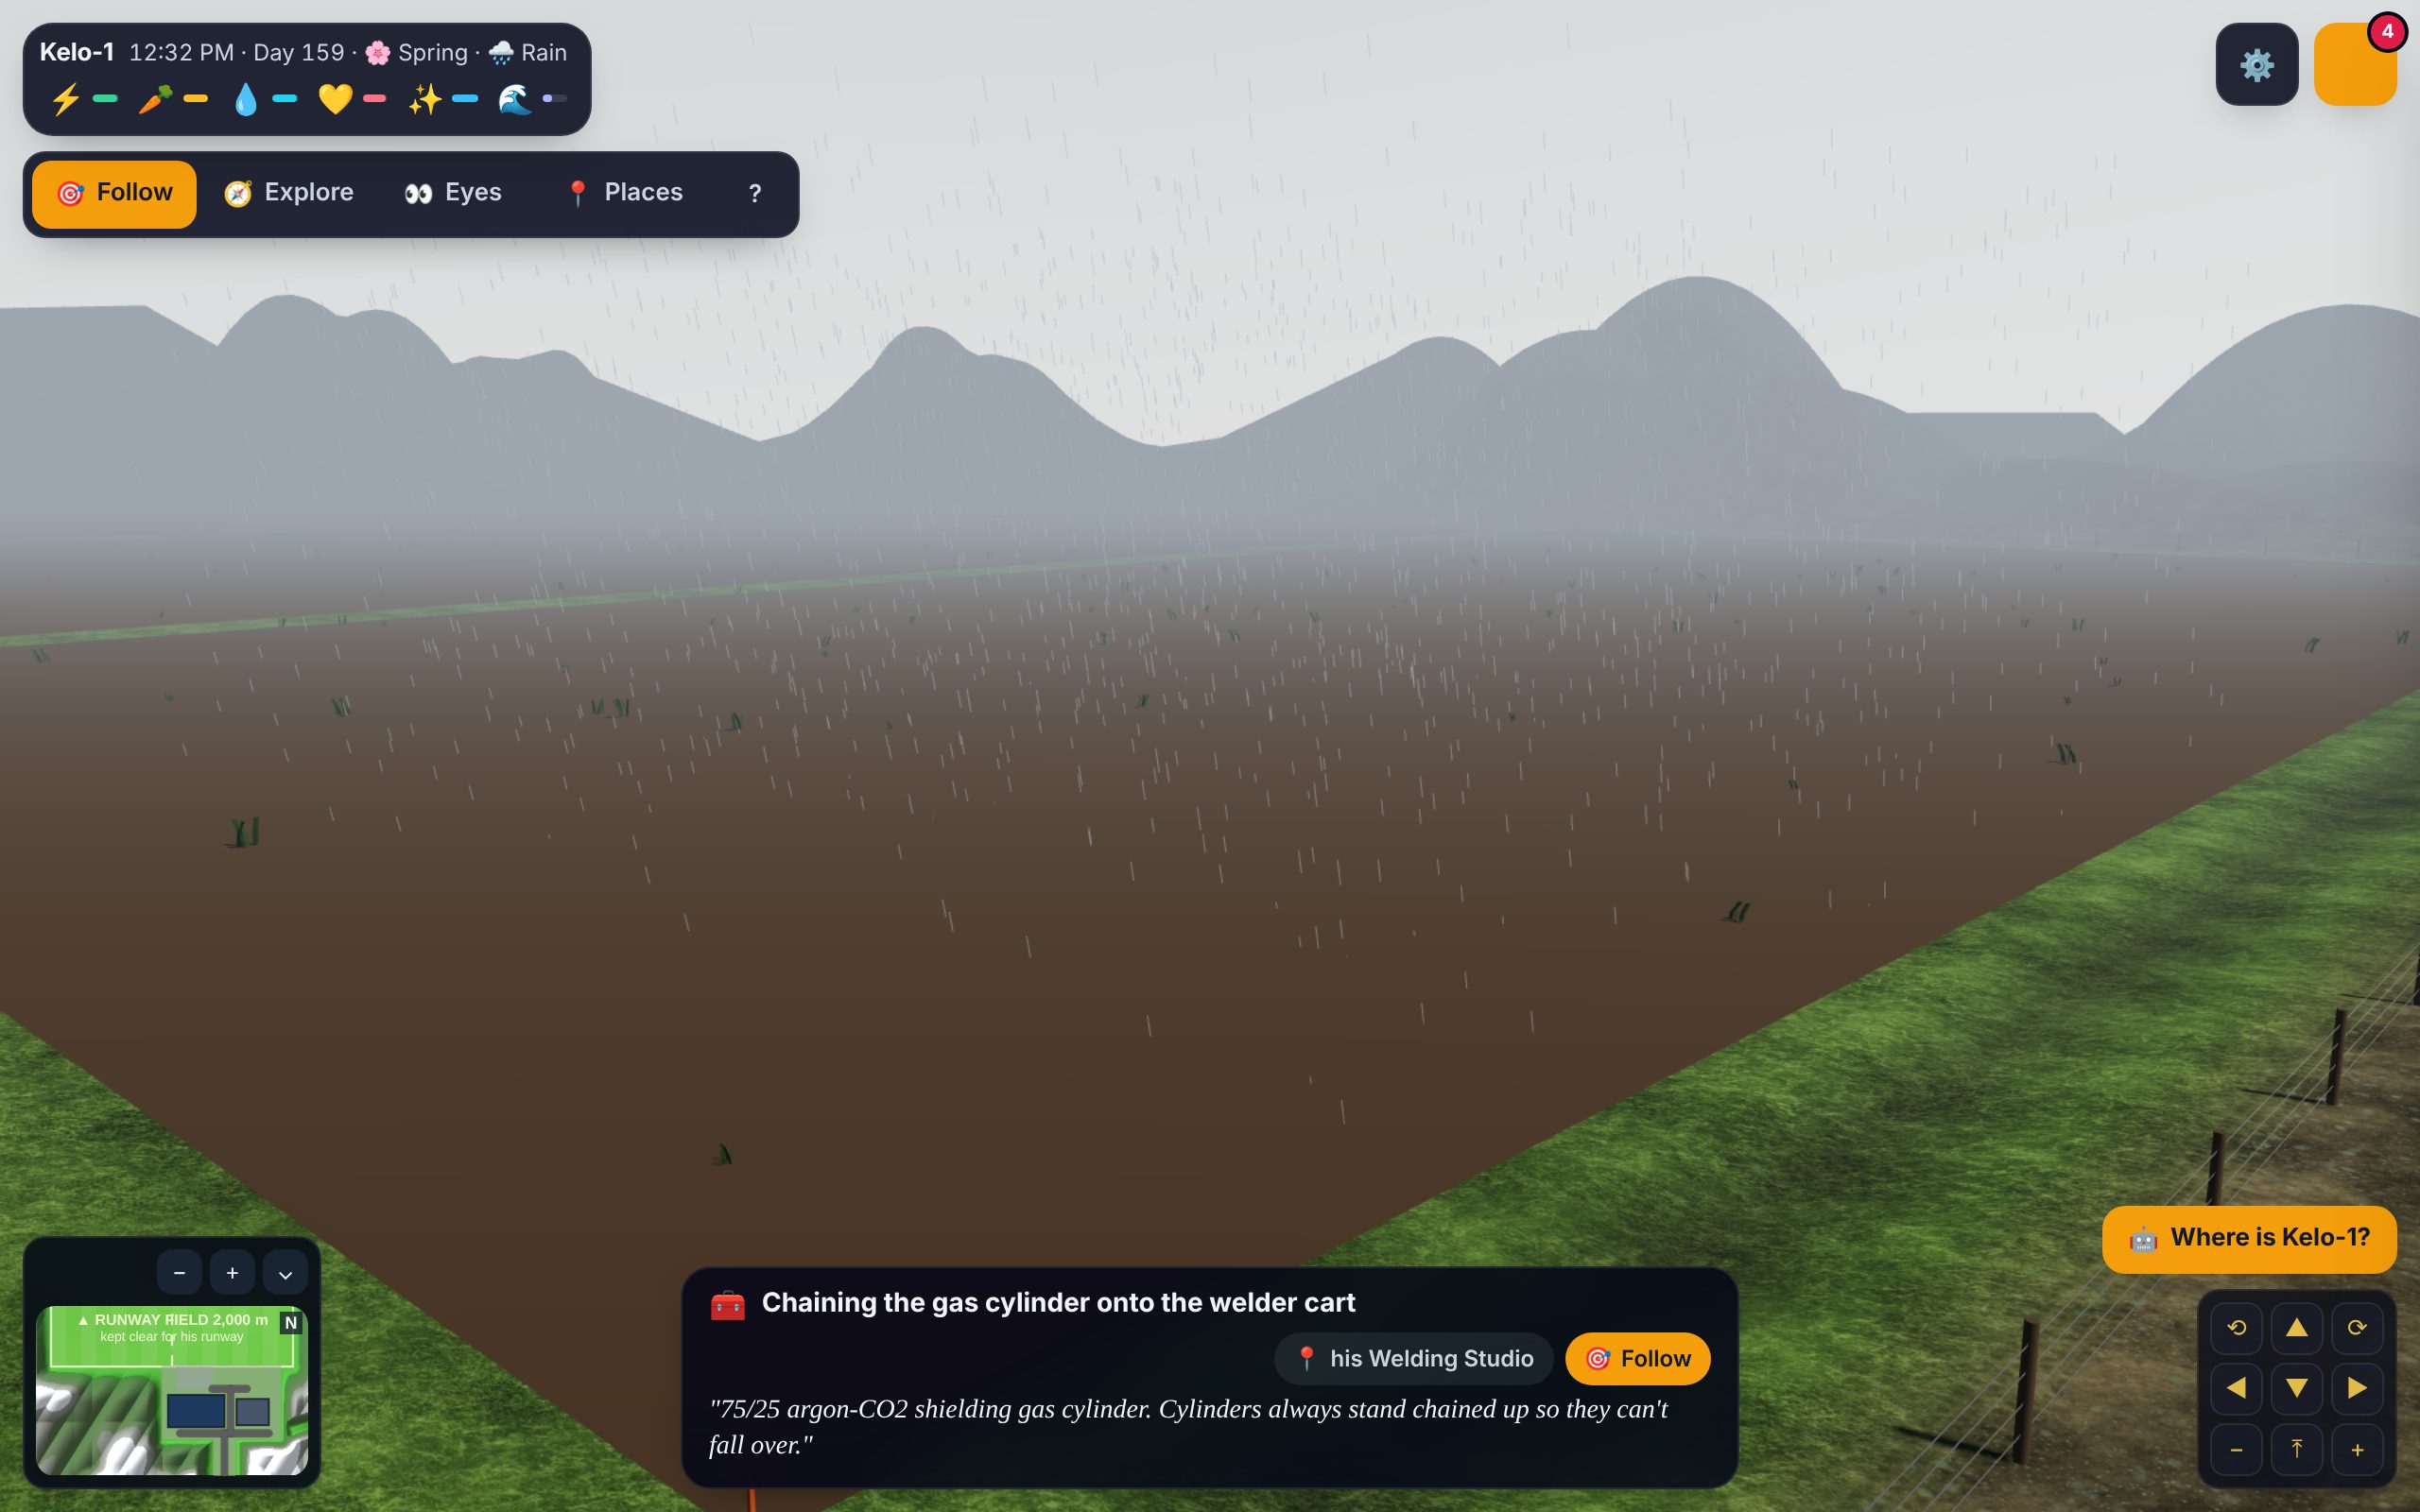 Kelo-1 12:32 PM · Day 159 · 🌸 Spring · 🌧️ Rain
4
🎯 Follow
🧭 Explore
👀 Eyes
📍 Places
?
🤖 Where is Kelo-1?
− + ⌄
▲ RUNWAY FIELD 2,000 m
N
kept clear for his runway
🧰 Chaining the gas cylinder onto the welder cart
📍 his Welding Studio
🎯 Follow
"75/25 argon-CO2 shielding gas cylinder. Cylinders always stand chained up so they can't
fall over."
⟲ ▲ ⟳
◀ ▼ ▶
− ⤒ +